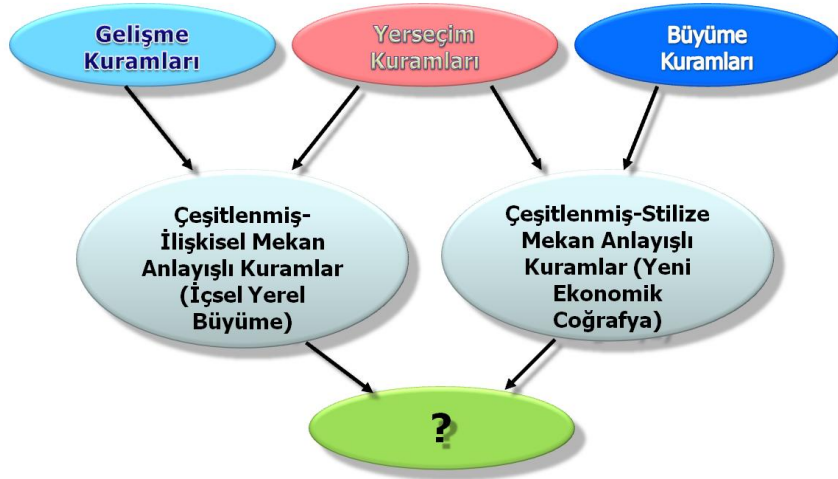 Gelişme
Kuramları
Yerseçim
Kuramları
Büyüme
Kuramları
Çeşitlenmiş-
İlişkisel Mekan
Anlayışlı Kuramlar
(İçsel Yerel
Büyüme)
Çeşitlenmiş-Stilize
Mekan Anlayışlı
Kuramlar (Yeni
Ekonomik
Coğrafya)
?